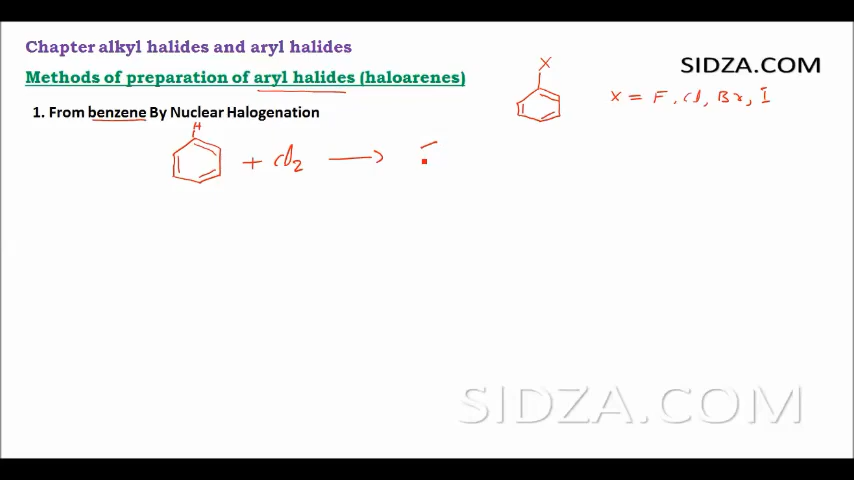 Chapter alkyl halides and aryl halides
SIDZA.COM
Methods of preparation of aryl halides (haloarenes)
X
X = F, Cl, Br, I
1. From benzene By Nuclear Halogenation
H
+ Cl2 ⟶
SIDZA.COM